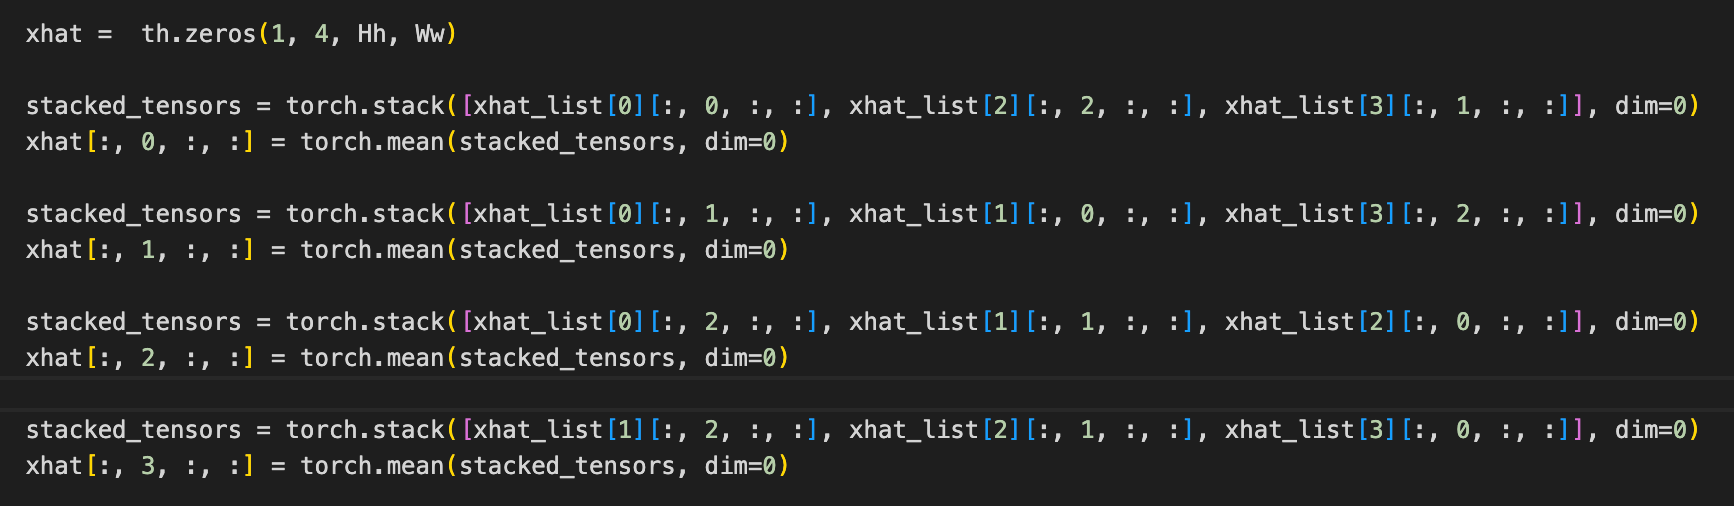 xhat =  th.zeros(1, 4, Hh, Ww)
stacked_tensors = torch.stack([xhat_list[0][:, 0, :, :], xhat_list[2][:, 2, :, :], xhat_list[3][:, 1, :, :]], dim=0)
xhat[:, 0, :, :] = torch.mean(stacked_tensors, dim=0)
stacked_tensors = torch.stack([xhat_list[0][:, 1, :, :], xhat_list[1][:, 0, :, :], xhat_list[3][:, 2, :, :]], dim=0)
xhat[:, 1, :, :] = torch.mean(stacked_tensors, dim=0)
stacked_tensors = torch.stack([xhat_list[0][:, 2, :, :], xhat_list[1][:, 1, :, :], xhat_list[2][:, 0, :, :]], dim=0)
xhat[:, 2, :, :] = torch.mean(stacked_tensors, dim=0)
stacked_tensors = torch.stack([xhat_list[1][:, 2, :, :], xhat_list[2][:, 1, :, :], xhat_list[3][:, 0, :, :]], dim=0)
xhat[:, 3, :, :] = torch.mean(stacked_tensors, dim=0)